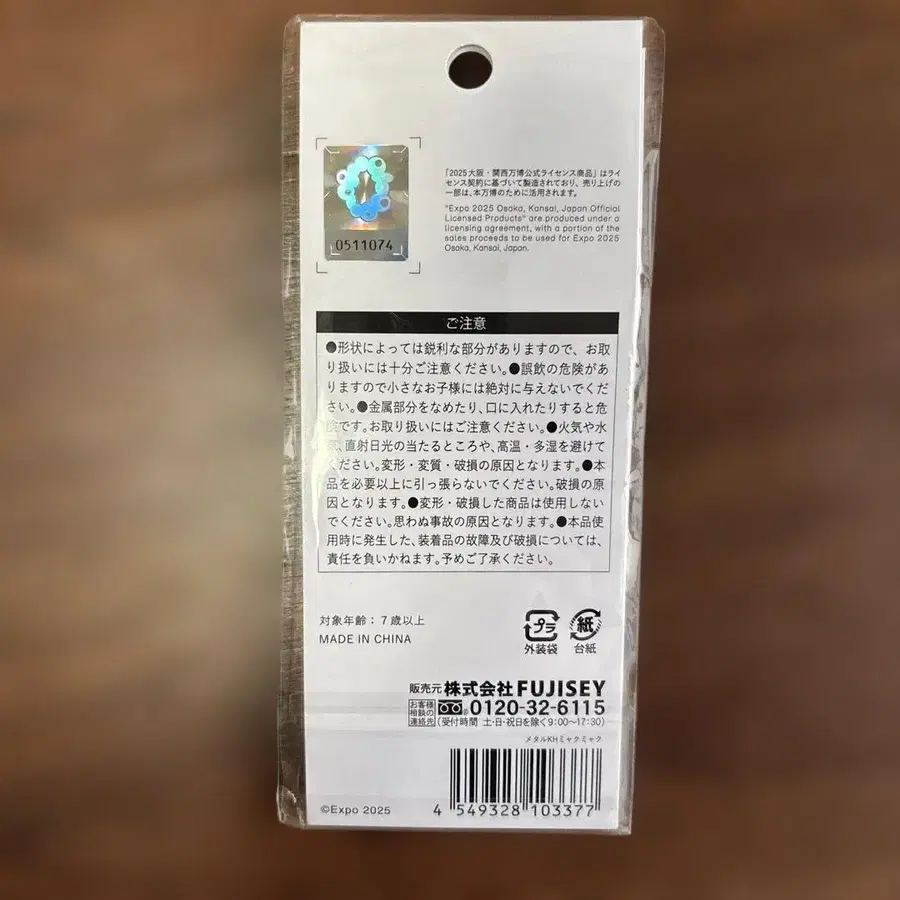 0511074
「2025大阪・関西万博公式ライセンス商品」はライ
センス契約に基づいて製造されており、売り上げの
一部は、本万博のために活用されます。
"Expo 2025 Osaka, Kansai, Japan Official
Licensed Products" are produced under a
licensing agreement, with a portion of the
sales proceeds to be used for Expo 2025
Osaka, Kansai, Japan.
ご注意
●形状によっては鋭利な部分がありますので、お取
り扱いには十分ご注意ください。●誤飲の危険があ
りますので小さなお子様には絶対に与えないでくだ
さい。●金属部分をなめたり、口に入れたりすると危
険です。お取り扱いにはご注意ください。●火気や水
気、直射日光の当たるところや、高温・多湿を避けて
ください。変形・変質・破損の原因となります。●本
品を必要以上に引っ張らないでください。破損の原
因となります。●変形・破損した商品は使用しない
でください。思わぬ事故の原因となります。●本品使
用時に発生した、装着品の故障及び破損については、
責任を負いかねます。予めご了承ください。
対象年齢：7歳以上
MADE IN CHINA
プラ
外装袋
紙
台紙
販売元 株式会社FUJISEY
お客様相談の連絡先 0120-32-6115
(受付時間 土・日・祝日を除く9:00〜17:30)
メタルKHミャクミャク
©Expo 2025
4 549328 103377